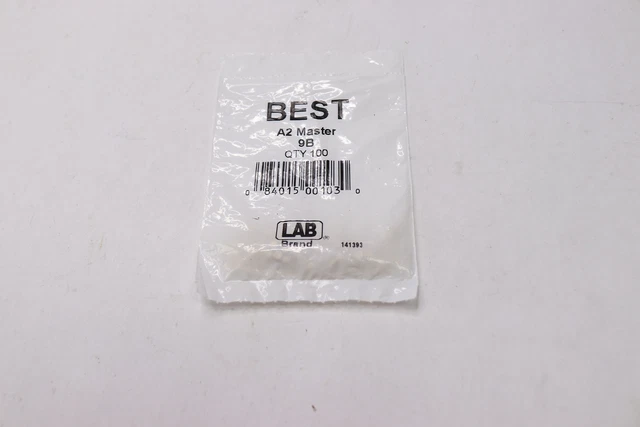 BEST
A2 Master
9B
QTY 100
0 84015 00103 0
LAB®
Brand 141393